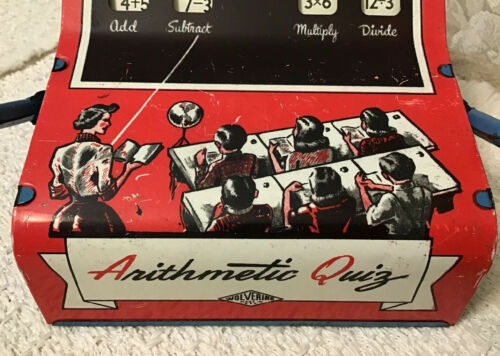 4+5 7-3 3×6 12÷3
Add Subtract Multiply Divide
Arithmetic Quiz
WOLVERINE